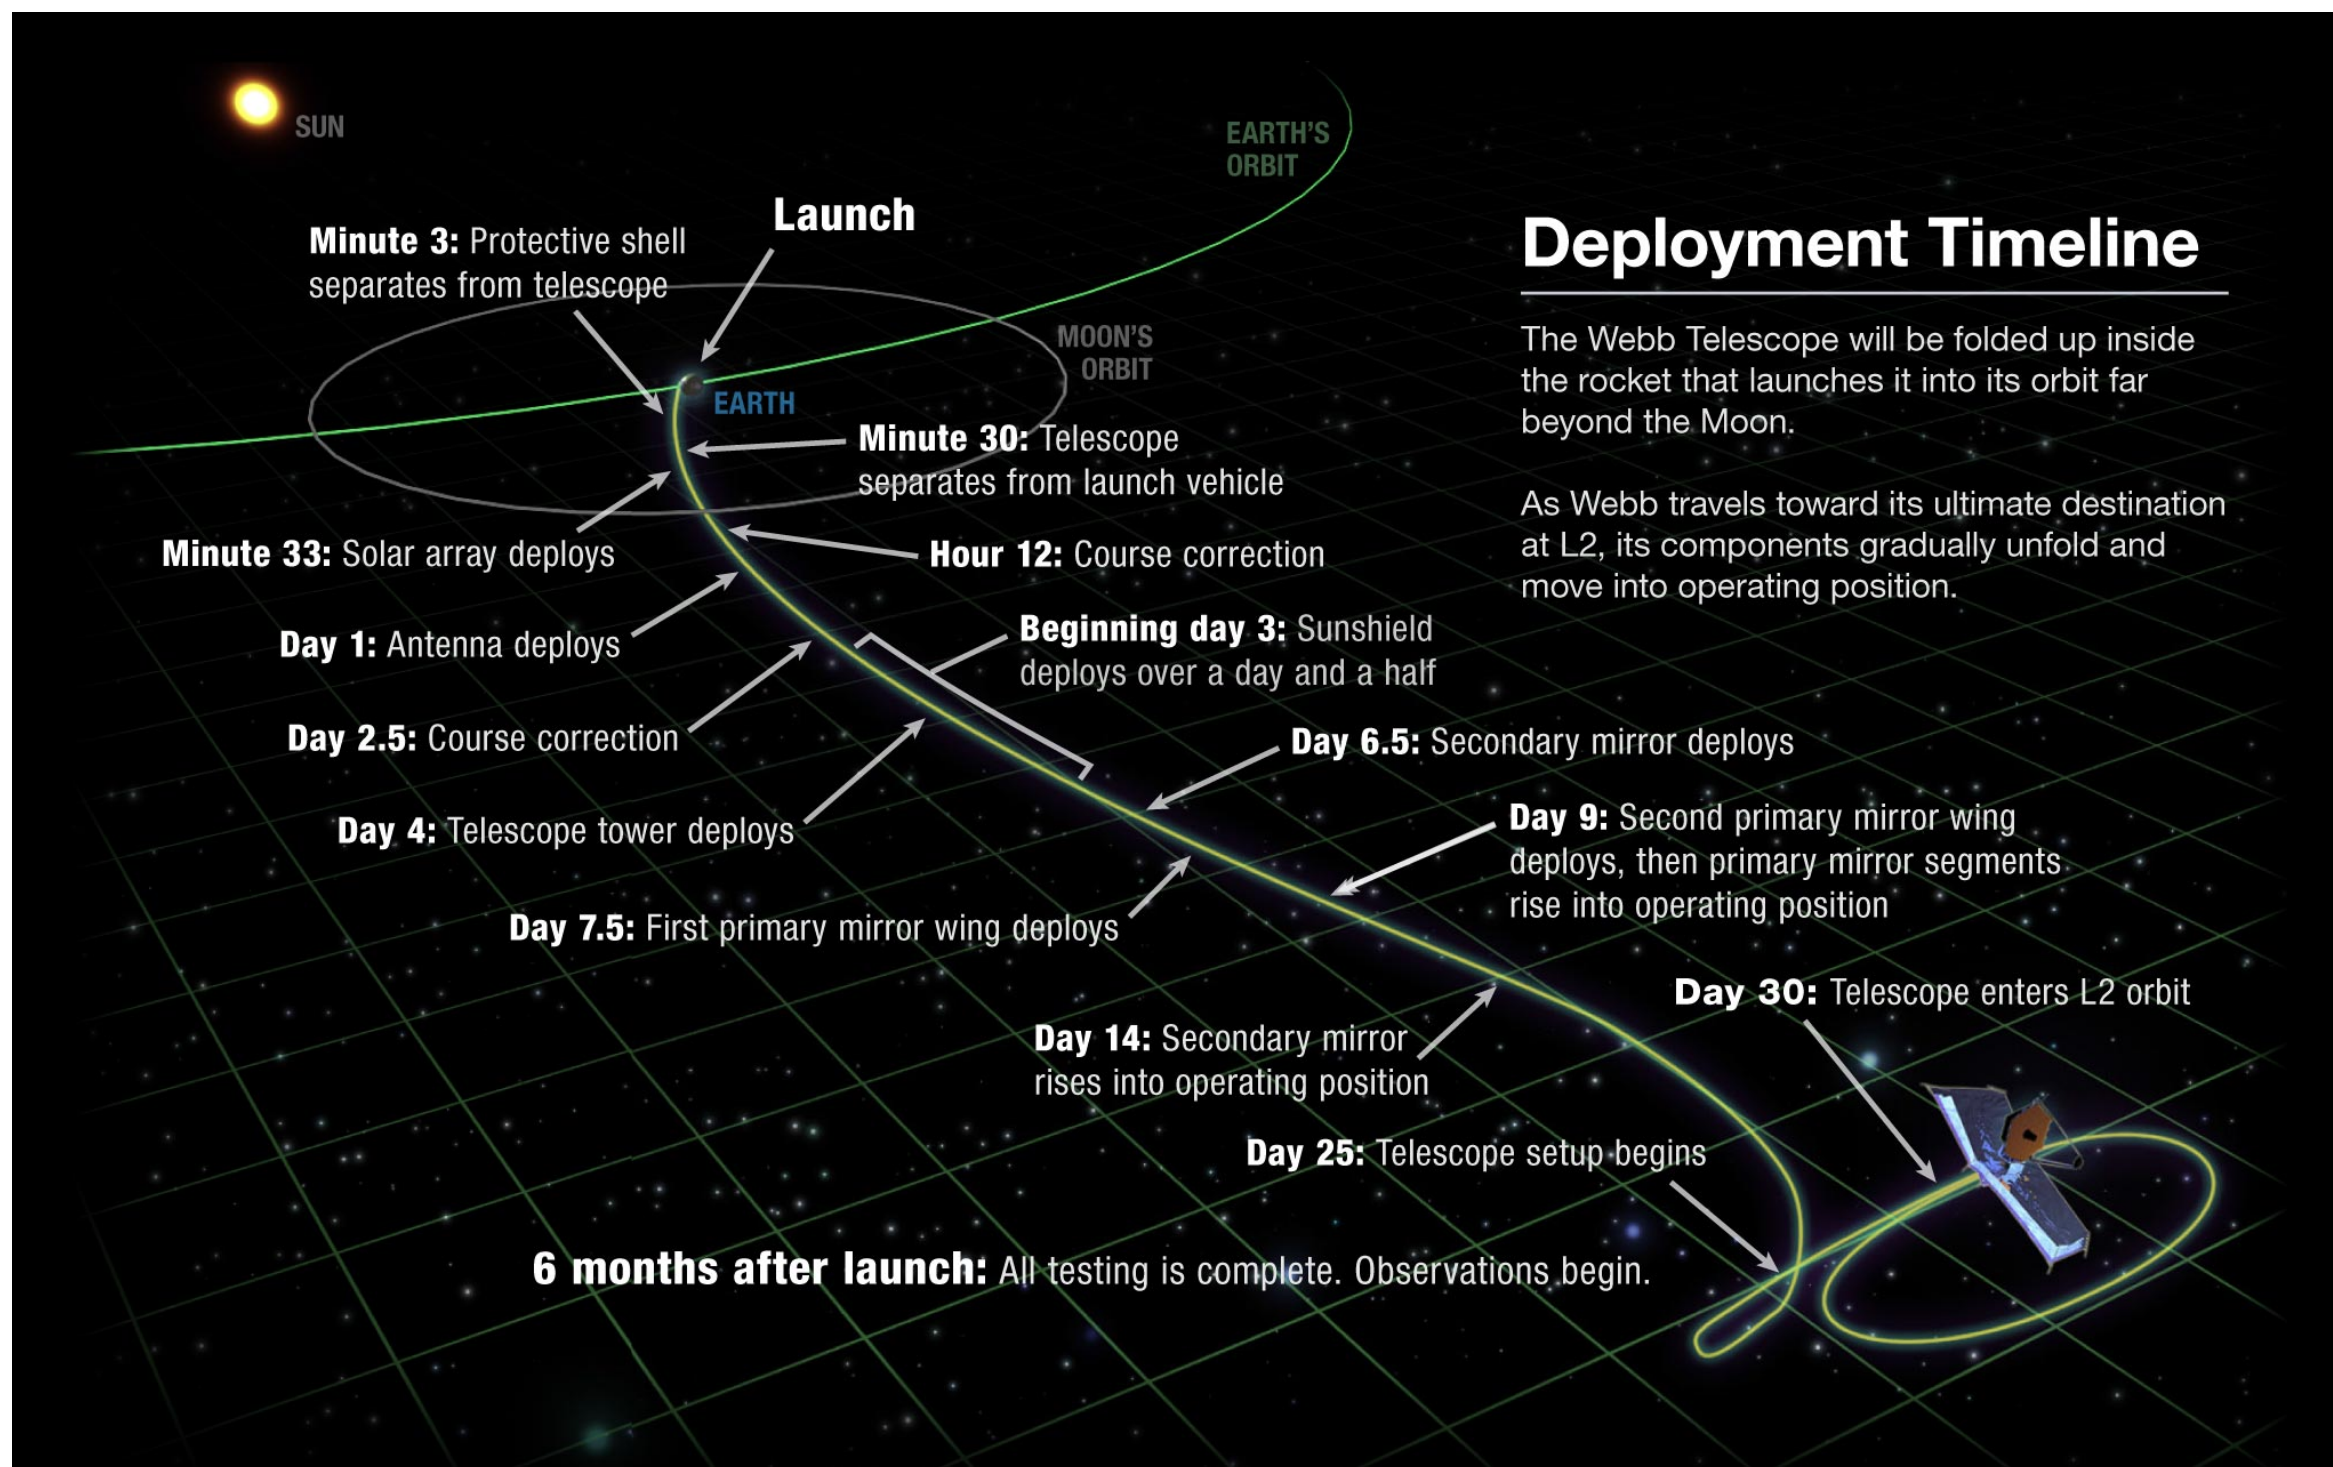 SUN
EARTH'S
ORBIT
Launch
Minute 3: Protective shell
separates from telescope
MOON'S
ORBIT
EARTH
Deployment Timeline
The Webb Telescope will be folded up inside
the rocket that launches it into its orbit far
beyond the Moon.
As Webb travels toward its ultimate destination
at L2, its components gradually unfold and
move into operating position.
Minute 30: Telescope
separates from launch vehicle
Minute 33: Solar array deploys
Hour 12: Course correction
Day 1: Antenna deploys
Day 2.5: Course correction
Beginning day 3: Sunshield
deploys over a day and a half
Day 4: Telescope tower deploys
Day 6.5: Secondary mirror deploys
Day 7.5: First primary mirror wing deploys
Day 9: Second primary mirror wing
deploys, then primary mirror segments
rise into operating position
Day 14: Secondary mirror
rises into operating position
Day 25: Telescope setup begins
Day 30: Telescope enters L2 orbit
6 months after launch: All testing is complete. Observations begin.